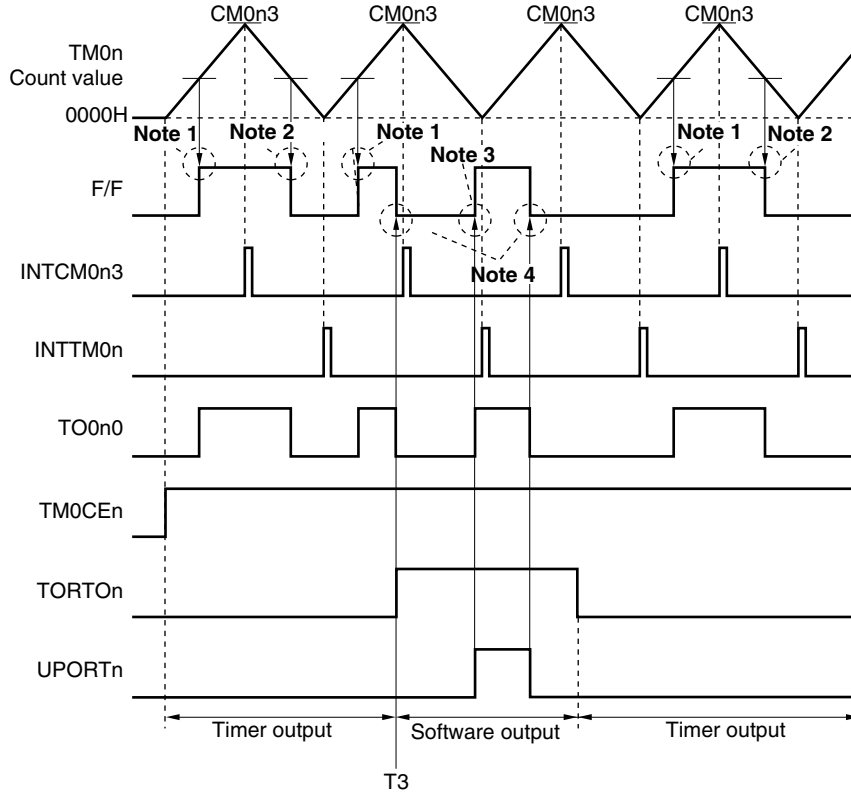 CM0n3 CM0n3 CM0n3 CM0n3
TM0n
Count value
0000H
Note 1 Note 2 Note 1 Note 3 Note 1 Note 2
F/F
Note 4
INTCM0n3
INTTM0n
TO0n0
TM0CEn
TORTOn
UPORTn
Timer output Software output Timer output
T3